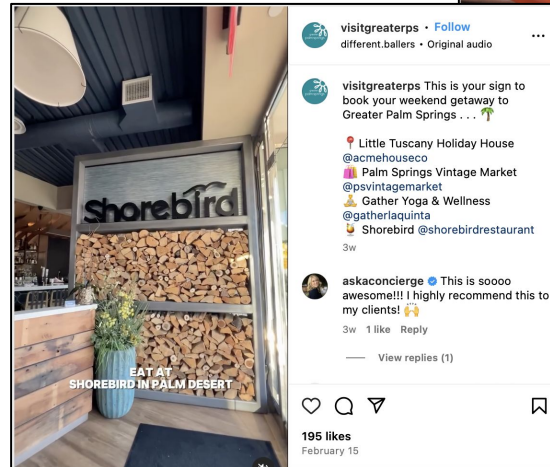 Shorebird
EAT AT
SHOREBIRD IN PALM DESERT
visitgreaterps • Follow
different.ballers • Original audio
visitgreaterps This is your sign to
book your weekend getaway to
Greater Palm Springs . . . 🌴
📍 Little Tuscany Holiday House
@acmehouseco
🛍️ Palm Springs Vintage Market
@psvintagemarket
🧘 Gather Yoga & Wellness
@gatherlaquinta
🍹 Shorebird @shorebirdrestaurant
3w
askaconcierge This is soooo
awesome!!! I highly recommend this to
my clients! 🙌
3w 1 like Reply
View replies (1)
195 likes
February 15